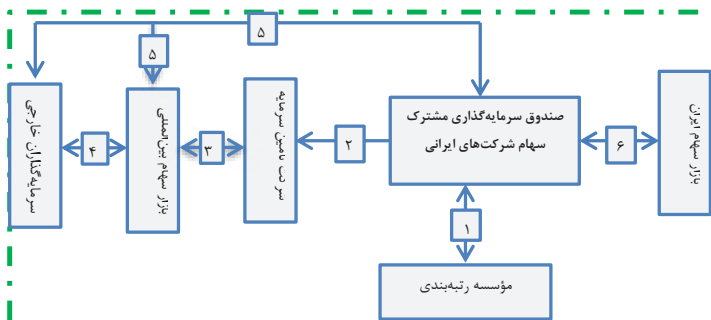 ۵
۵
بازار سهام ایران
۶
صندوق سرمایه‌گذاری مشترک
سهام شرکت‌های ایرانی
۲
شرکت تامین سرمایه
۳
بازار سهام بین‌المللی
۴
سرمایه‌گذاران خارجی
۱
مؤسسه رتبه‌بندی